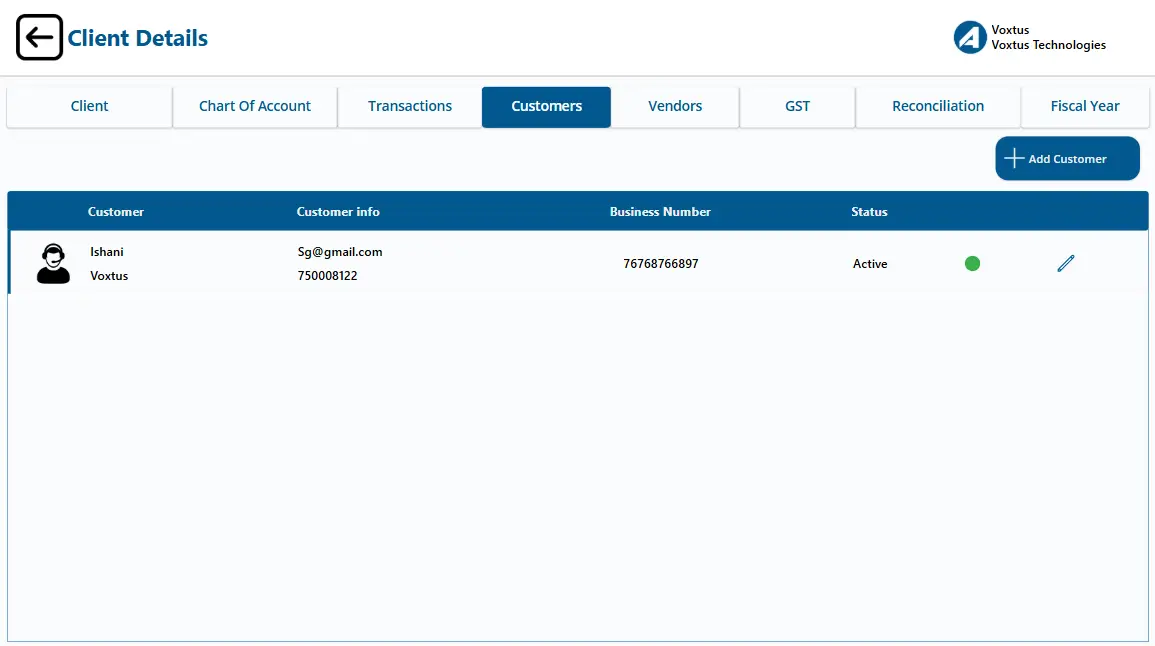 Client Details
Voxtus
Voxtus Technologies
Client Chart Of Account Transactions Customers Vendors GST Reconciliation Fiscal Year
Add Customer
Customer Customer info Business Number Status
Ishani Sg@gmail.com
76768766897 Active
Voxtus 750008122